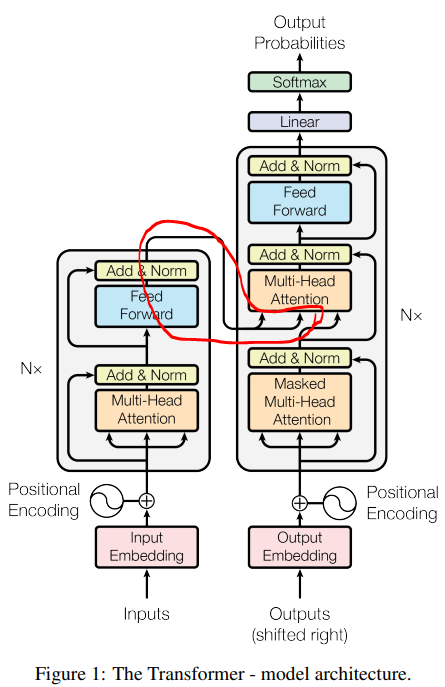 Output
Probabilities
Softmax
Linear
Add & Norm
Feed
Forward
Add & Norm
Multi-Head
Attention
Add & Norm
Feed
Forward
N×
N×
Add & Norm
Masked
Multi-Head
Attention
Add & Norm
Multi-Head
Attention
Positional
Encoding
Positional
Encoding
Input
Embedding
Output
Embedding
Inputs
Outputs
(shifted right)
Figure 1: The Transformer - model architecture.